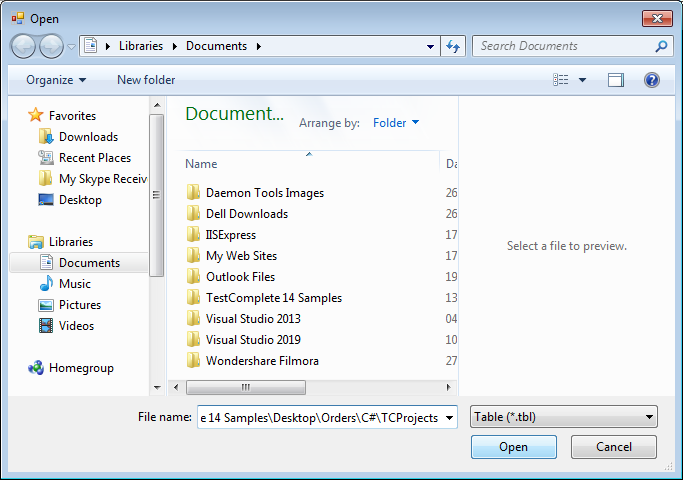 Open
Libraries Documents
Search Documents
Organize New folder
Favorites
Downloads
Recent Places
My Skype Receiv
Desktop
Libraries
Documents
Music
Pictures
Videos
Homegroup
Document...
Arrange by: Folder
Name Da
Daemon Tools Images 26
Dell Downloads 26
IISExpress 17
My Web Sites 17
Outlook Files 19
TestComplete 14 Samples 13
Visual Studio 2013 04
Visual Studio 2019 10
Wondershare Filmora 27
Select a file to preview.
File name: e 14 Samples\Desktop\Orders\C#\TCProjects
Table (*.tbl)
Open Cancel